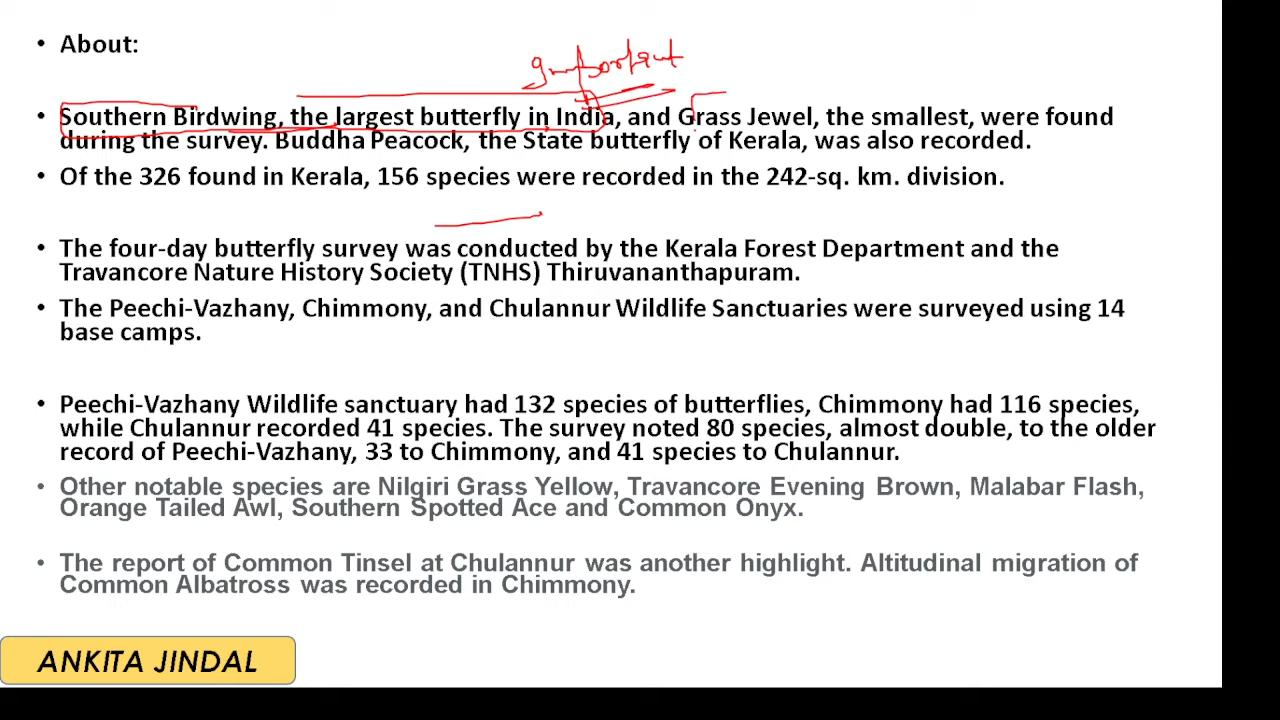 • About:
Important
• Southern Birdwing, the largest butterfly in India, and Grass Jewel, the smallest, were found
during the survey. Buddha Peacock, the State butterfly of Kerala, was also recorded.
• Of the 326 found in Kerala, 156 species were recorded in the 242-sq. km. division.
• The four-day butterfly survey was conducted by the Kerala Forest Department and the
Travancore Nature History Society (TNHS) Thiruvananthapuram.
• The Peechi-Vazhany, Chimmony, and Chulannur Wildlife Sanctuaries were surveyed using 14
base camps.
• Peechi-Vazhany Wildlife sanctuary had 132 species of butterflies, Chimmony had 116 species,
while Chulannur recorded 41 species. The survey noted 80 species, almost double, to the older
record of Peechi-Vazhany, 33 to Chimmony, and 41 species to Chulannur.
• Other notable species are Nilgiri Grass Yellow, Travancore Evening Brown, Malabar Flash,
Orange Tailed Awl, Southern Spotted Ace and Common Onyx.
• The report of Common Tinsel at Chulannur was another highlight. Altitudinal migration of
Common Albatross was recorded in Chimmony.
ANKITA JINDAL